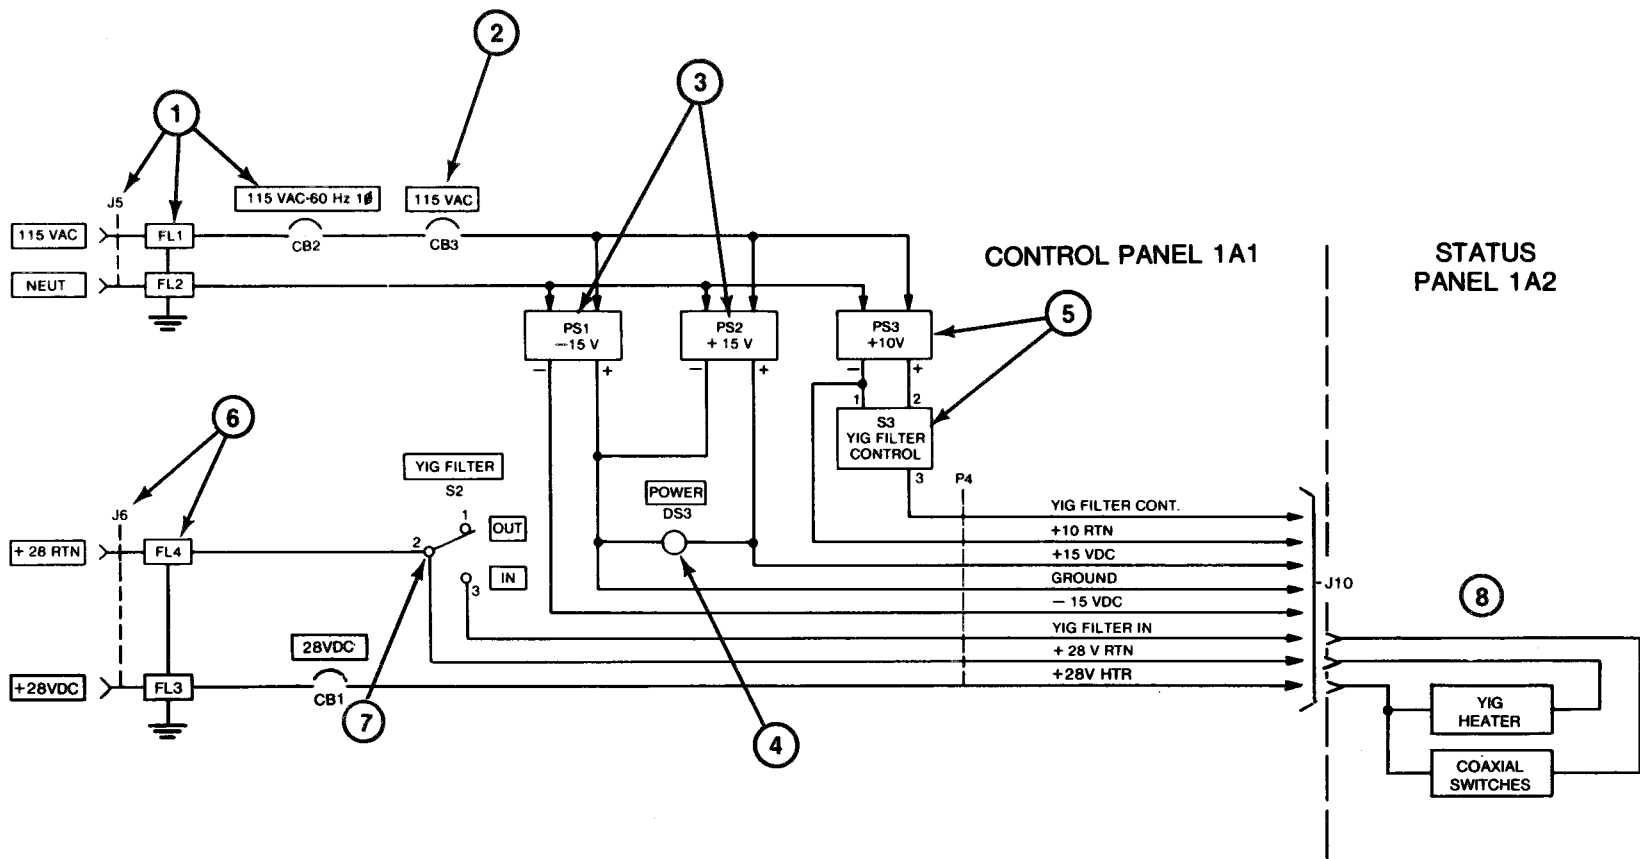 2
3
1
J5
115 VAC-60 Hz 1ø
115 VAC
115 VAC
FL1
CB2
CB3
CONTROL PANEL 1A1
STATUS
PANEL 1A2
NEUT
FL2
5
PS1
—15 V
PS2
+ 15 V
PS3
+10V
— +
— +
— +
1 2
S3
YIG FILTER
CONTROL
3
6
YIG FILTER
S2
POWER
DS3
P4
J6
1
OUT
2
IN
3
+ 28 RTN
FL4
YIG FILTER CONT.
+10 RTN
+15 VDC
GROUND
— 15 VDC
YIG FILTER IN
+ 28 V RTN
+28V HTR
J10
8
28VDC
+28VDC
FL3
CB1
7
4
YIG
HEATER
COAXIAL
SWITCHES